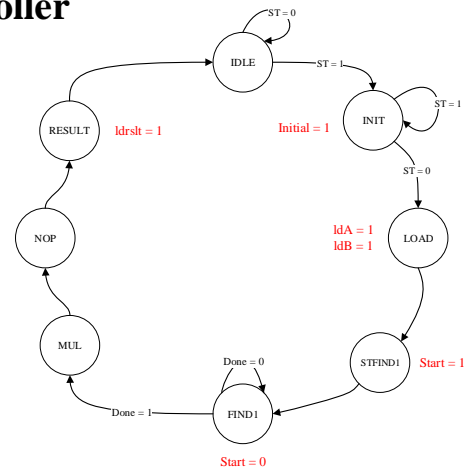 oller
ST = 0
IDLE
ST = 1
ST = 1
INIT
Initial = 1
RESULT
ldrslt = 1
ST = 0
ldA = 1
ldB = 1
LOAD
NOP
MUL
STFIND1
Start = 1
Done = 0
Done = 1
FIND1
Start = 0